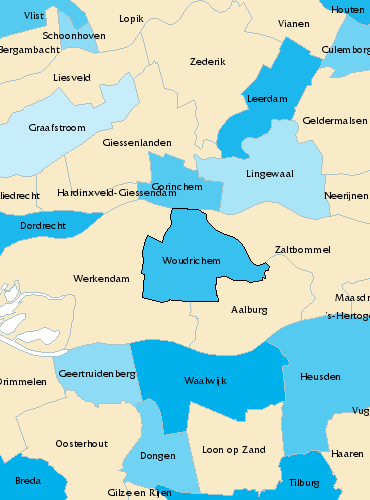 Houten
Vlist
Lopik
Vianen
Schoonhoven
Bergambacht
Culemborg
Zederik
Liesveld
Leerdam
Graafstroom
Geldermalsen
Giessenlanden
Lingewaal
Gorinchem
Hardinxveld-Giessendam
Neerijnen
liedrecht
Dordrecht
Zaltbommel
Woudrichem
Werkendam
Maasdr
Aalburg
's-Hertoge
Geertruidenberg
Waalwijk
Heusden
Drimmelen
Vug
Oosterhout
Loon op Zand
Haaren
Dongen
Breda
Tilburg
Gilze en Rijen